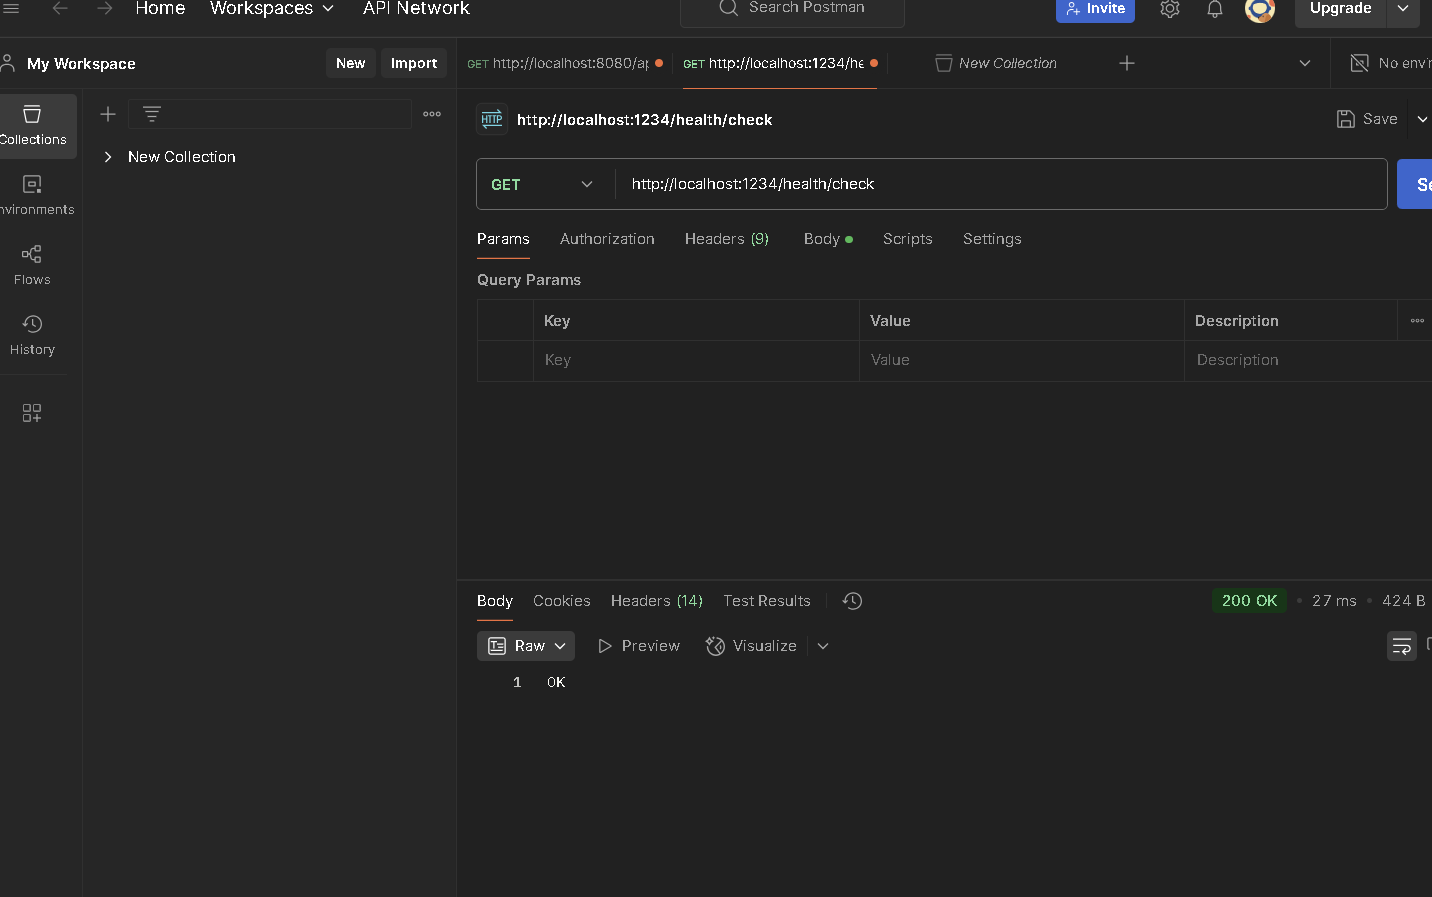 Home Workspaces API Network Search Postman Invite Upgrade
My Workspace New Import GET http://localhost:8080/ap GET http://localhost:1234/he New Collection No envir
Collections
HTTP http://localhost:1234/health/check Save
New Collection
GET http://localhost:1234/health/check Se
nvironments
Params Authorization Headers (9) Body Scripts Settings
Flows
Query Params
Key Value Description
History
Key Value Description
Body Cookies Headers (14) Test Results 200 OK • 27 ms • 424 B
Raw Preview Visualize
1 OK